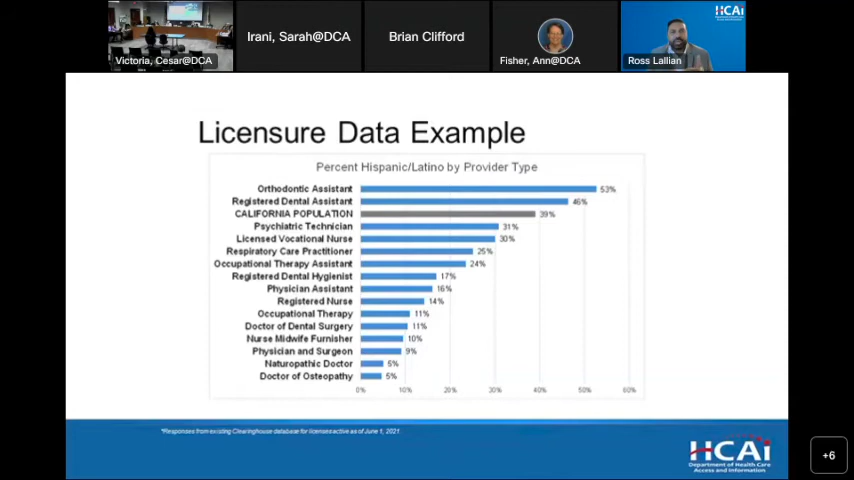 Victoria, Cesar@DCA
Irani, Sarah@DCA
Brian Clifford
Fisher, Ann@DCA
HCAi
Ross Lallian
Licensure Data Example
Percent Hispanic/Latino by Provider Type
Orthodontic Assistant 53%
Registered Dental Assistant 46%
CALIFORNIA POPULATION 39%
Psychiatric Technician 31%
Licensed Vocational Nurse 30%
Respiratory Care Practitioner 25%
Occupational Therapy Assistant 24%
Registered Dental Hygienist 17%
Physician Assistant 16%
Registered Nurse 14%
Occupational Therapy 11%
Doctor of Dental Surgery 11%
Nurse Midwife Furnisher 10%
Physician and Surgeon 9%
Naturopathic Doctor 5%
Doctor of Osteopathy 5%
0% 10% 20% 30% 40% 50% 60%
*Responses from existing Clearinghouse database for licenses active as of June 1, 2021.
HCAi
Department of Health Care
Access and Information
+6